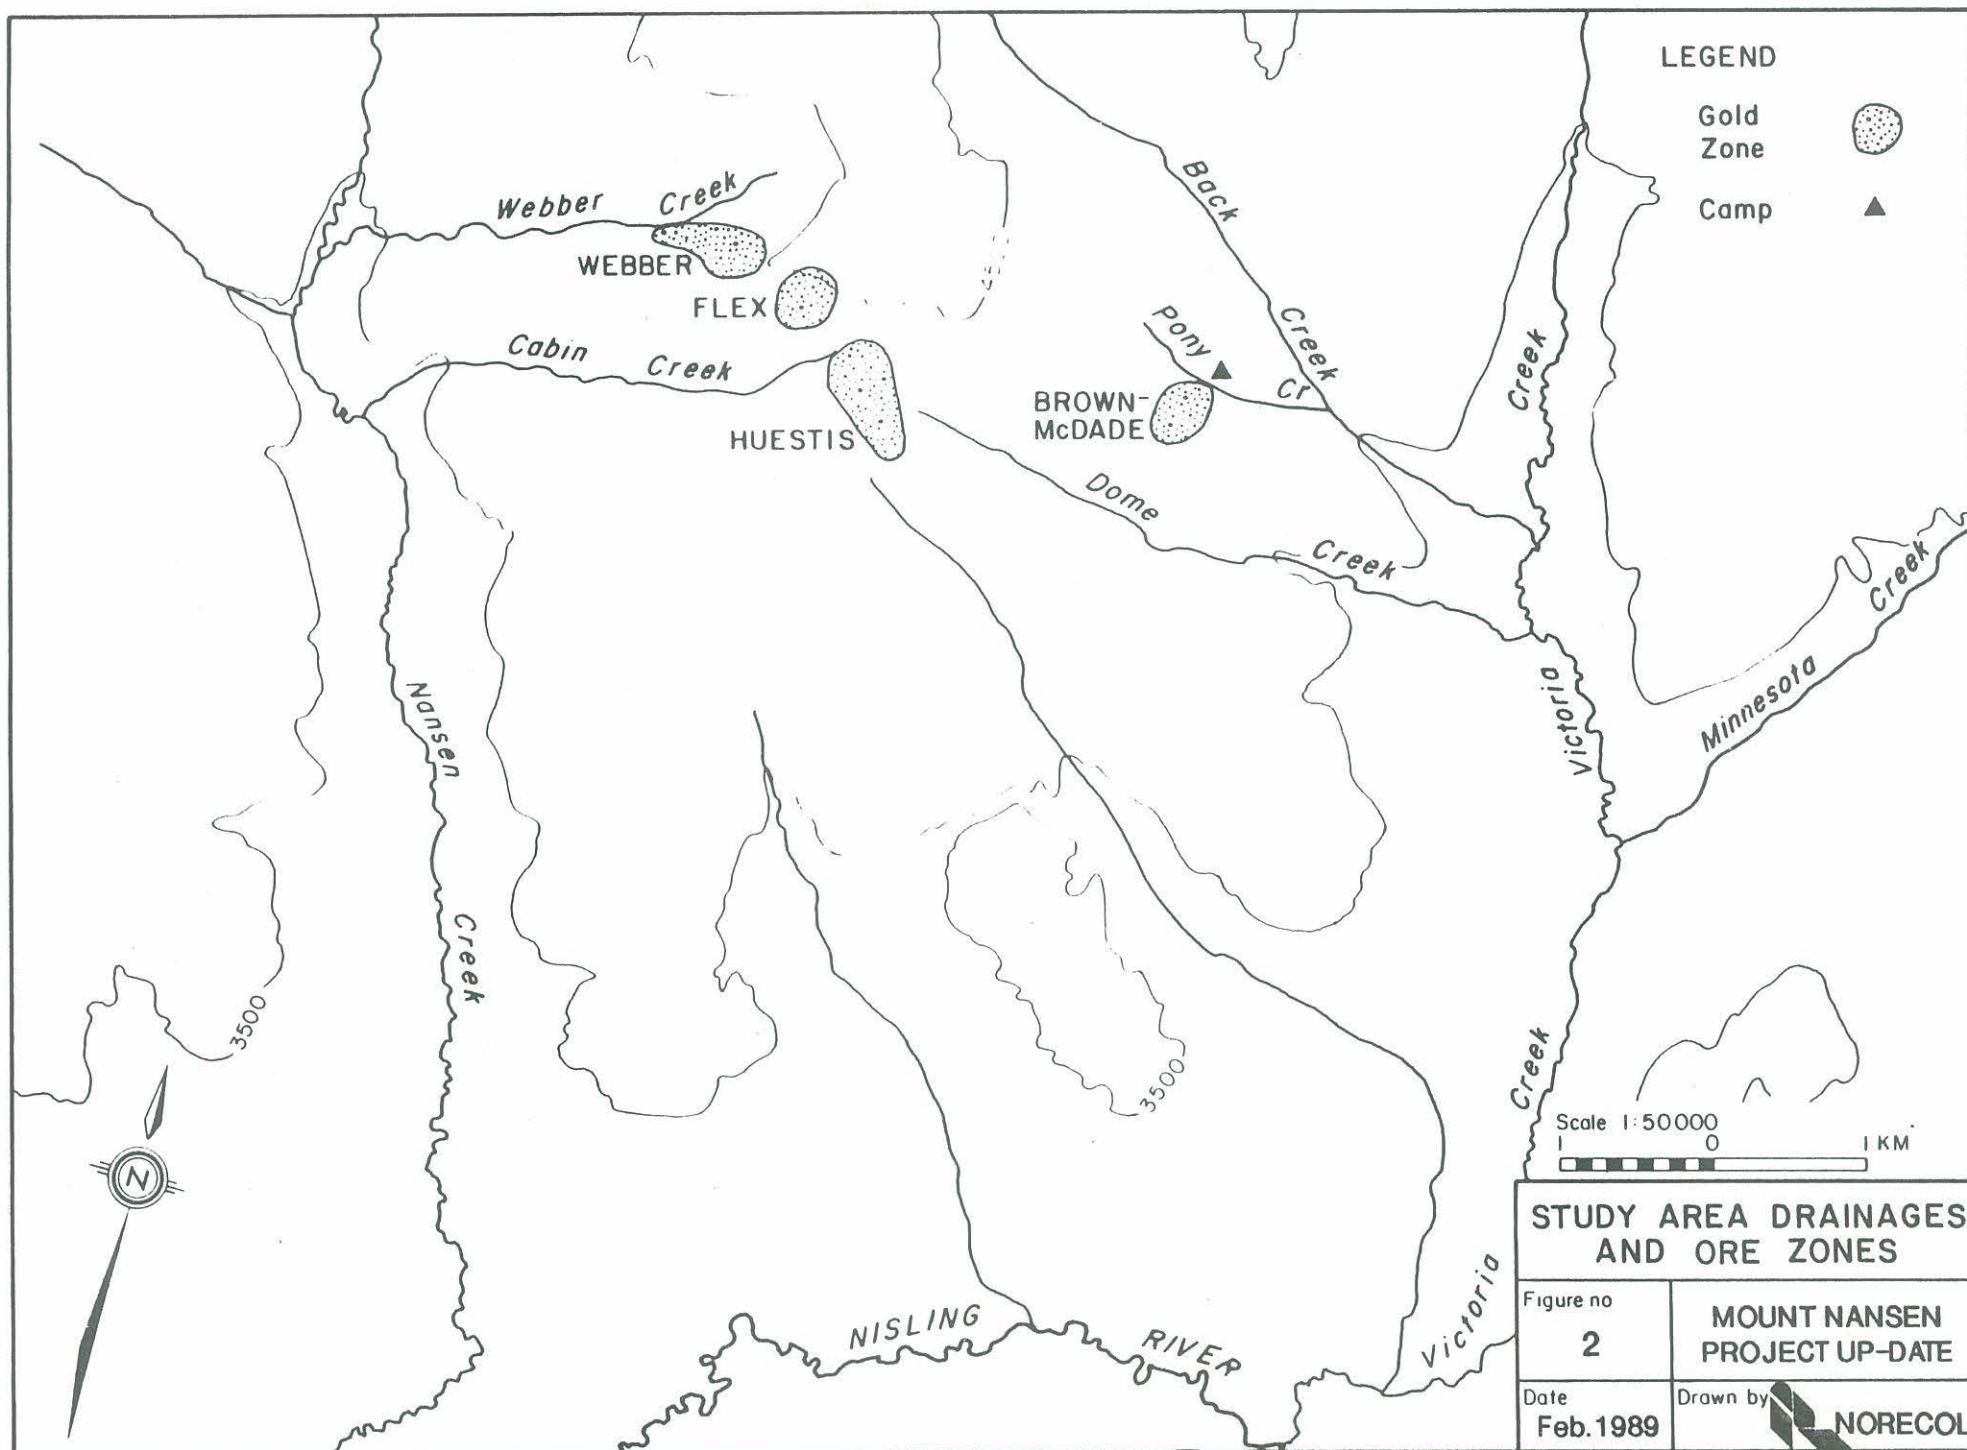 LEGEND
Gold
Zone
Camp
Webber Creek
WEBBER
FLEX
Cabin Creek
HUESTIS
Back Creek
Pony Cr
BROWN-
McDADE
Dome Creek
Creek
Victoria
Minnesota Creek
Nansen Creek
3500
3500
Creek
Victoria
NISLING RIVER
N
Scale 1:50000
1 0 1 KM
STUDY AREA DRAINAGES
AND ORE ZONES
Figure no
2
MOUNT NANSEN
PROJECT UP-DATE
Date
Feb.1989
Drawn by
NORECOL